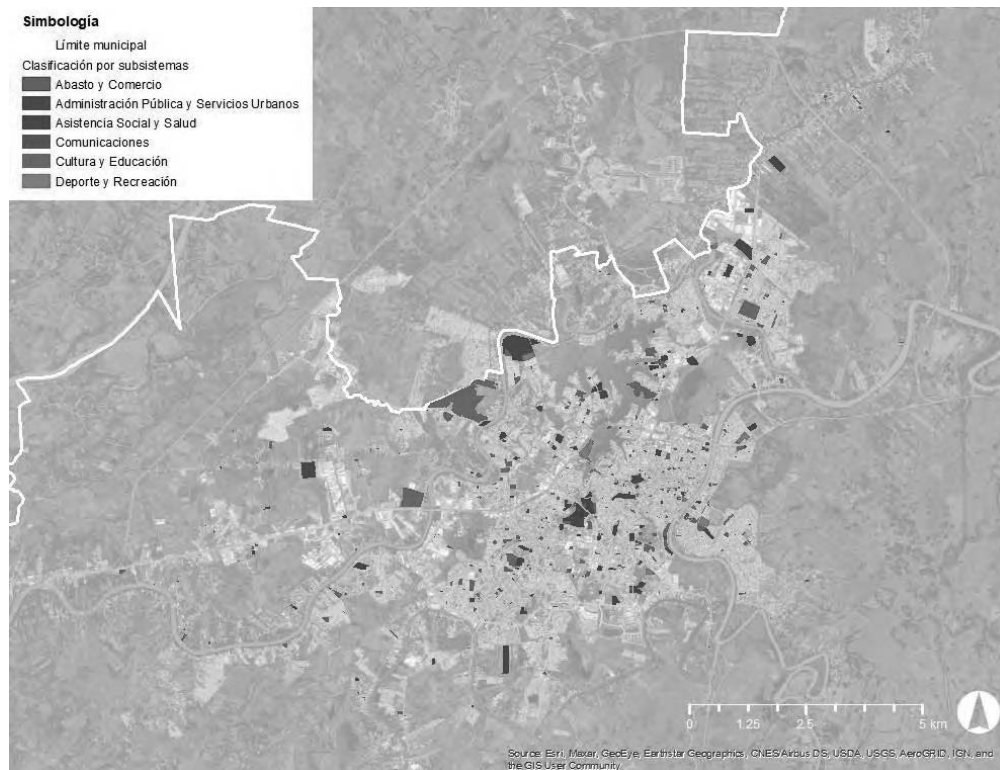 Simbología
Límite municipal
Clasificación por subsistemas
Abasto y Comercio
Administración Pública y Servicios Urbanos
Asistencia Social y Salud
Comunicaciones
Cultura y Educación
Deporte y Recreación
0 1.25 2.5 5 km
Source: Esri, Maxar, GeoEye, Earthstar Geographics, CNES/Airbus DS, USDA, USGS, AeroGRID, IGN, and
the GIS User Community